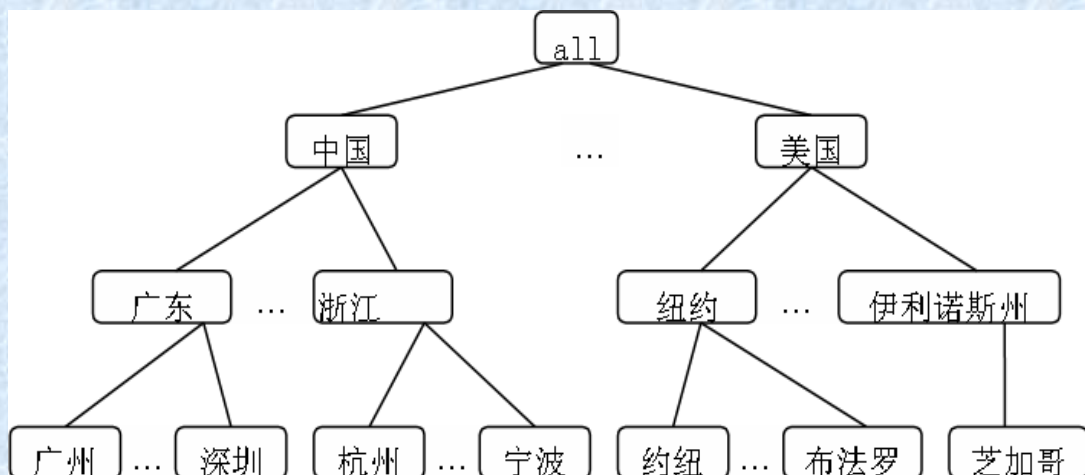 all
中国 … 美国
广东 … 浙江 纽约 … 伊利诺斯州
广州 … 深圳 杭州 … 宁波 约纽 … 布法罗 芝加哥